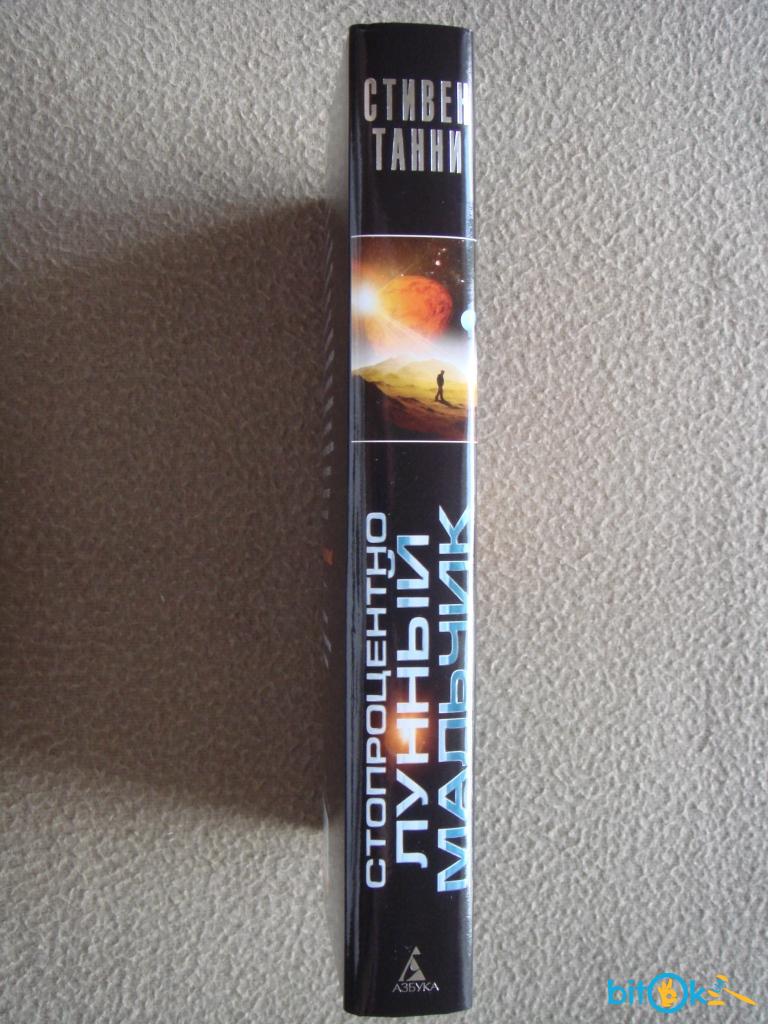 СТИВЕН
ТАННИ
СТОПРОЦЕНТНО
ЛУННЫЙ
МАЛЬЧИК
АЗБУКА
bitOk